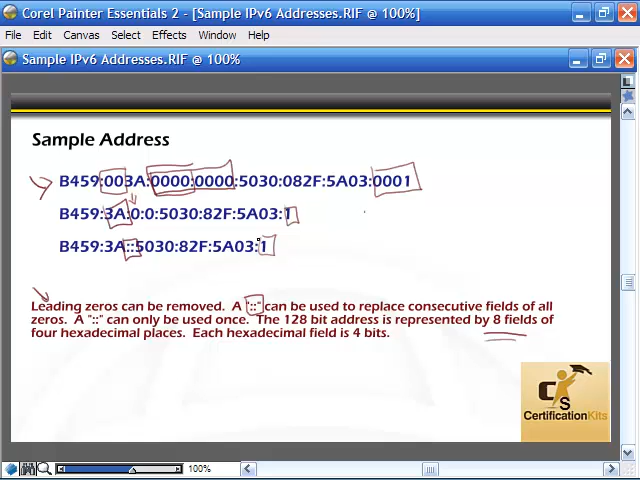 Corel Painter Essentials 2 - [Sample IPv6 Addresses.RIF @ 100%]
File Edit Canvas Select Effects Window Help
Sample IPv6 Addresses.RIF @ 100%
Sample Address
B459:003A:0000:0000:5030:082F:5A03:0001
B459:3A:0:0:5030:82F:5A03:1
B459:3A::5030:82F:5A03:1
Leading zeros can be removed. A "::" can be used to replace consecutive fields of all
zeros. A "::" can only be used once. The 128 bit address is represented by 8 fields of
four hexadecimal places. Each hexadecimal field is 4 bits.
CS
CertificationKits
100%